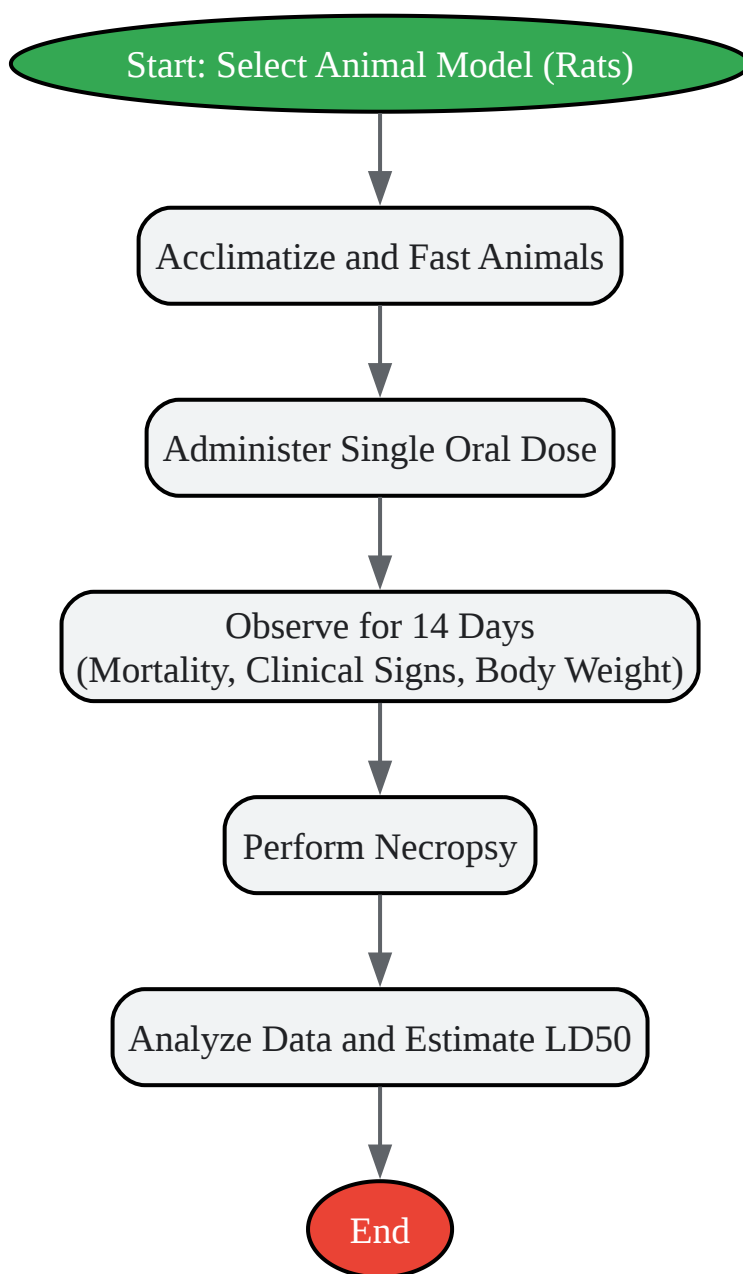 Start: Select Animal Model (Rats)
Acclimatize and Fast Animals
Administer Single Oral Dose
Observe for 14 Days
(Mortality, Clinical Signs, Body Weight)
Perform Necropsy
Analyze Data and Estimate LD50
End